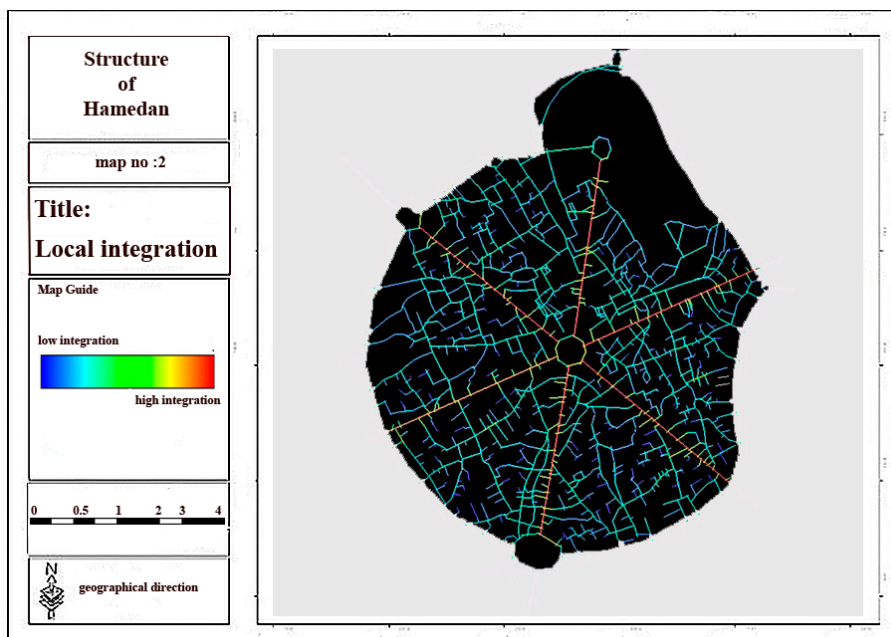 Structure
of
Hamedan
map no :2
Title:
Local integration
Map Guide
low integration
high integration
0 0.5 1 2 3 4
N
geographical direction